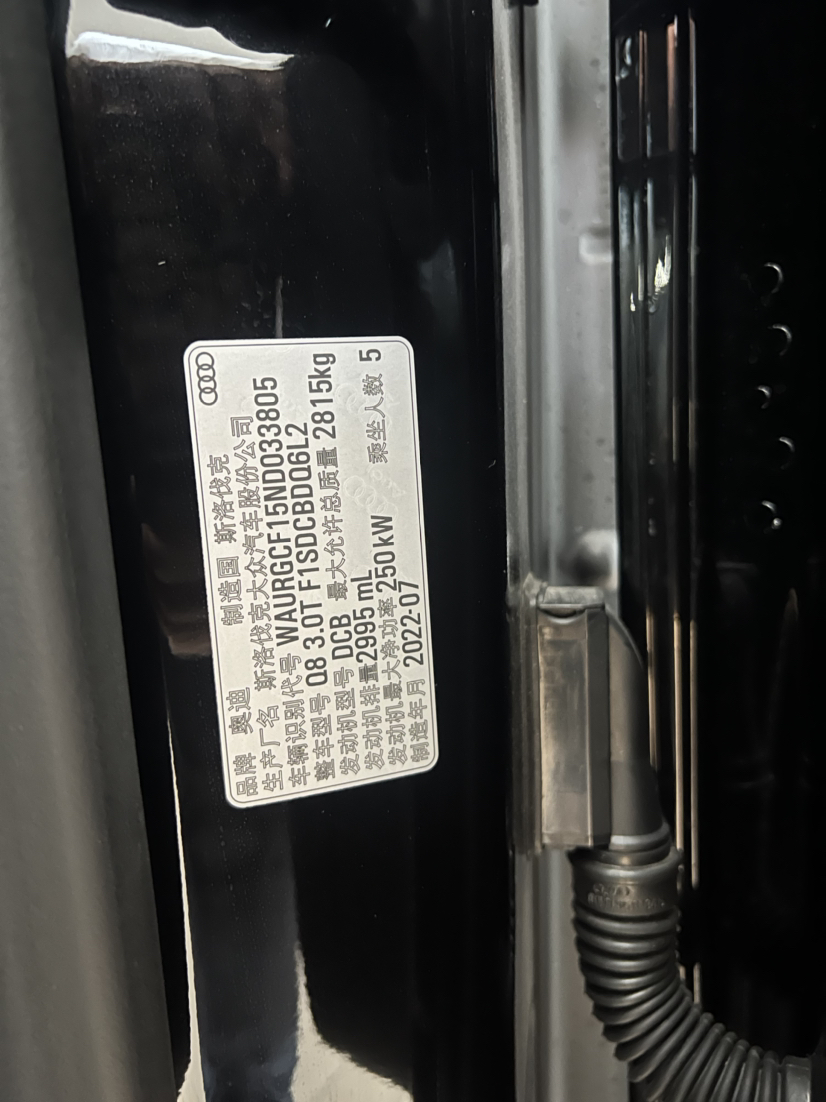 品牌 奥迪 制造国 斯洛伐克
生产厂名 斯洛伐克大众汽车股份公司
车辆识别代号 WAURGCF15ND033805
整车型号 Q8 3.0T F1SDCBDQ6L2
发动机型号 DCB 最大允许总质量 2815kg
发动机排量 2995 mL
发动机最大净功率 250 kW 乘坐人数 5
制造年月 2022-07